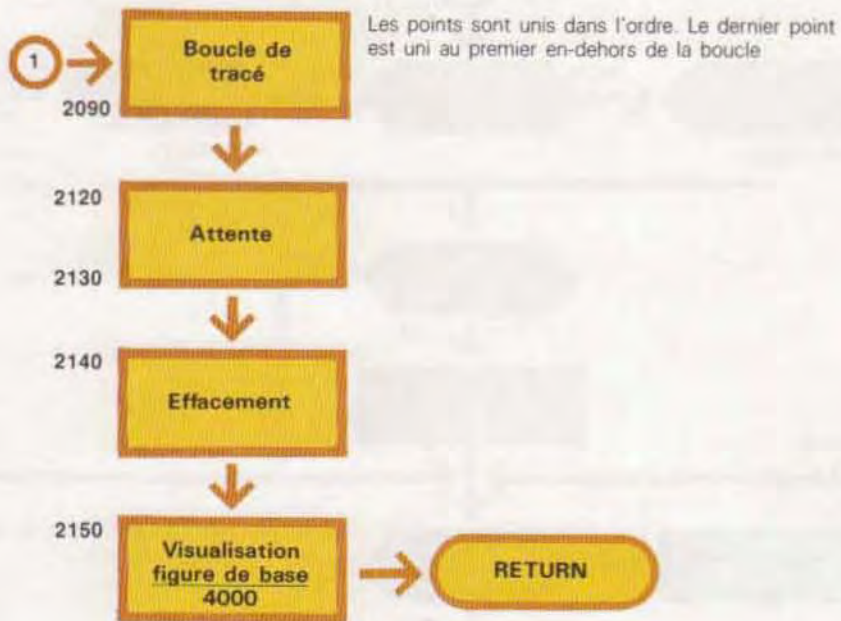 1
Boucle de
tracé
Les points sont unis dans l'ordre. Le dernier point
est uni au premier en-dehors de la boucle
2090
2120
Attente
2130
2140
Effacement
2150
Visualisation
figure de base
4000
RETURN